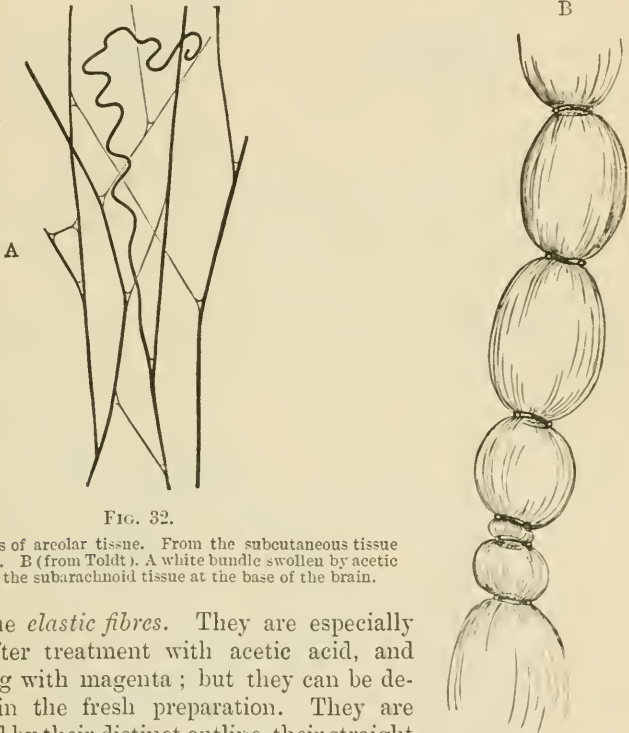 B
A
FIG. 32.
s of areolar tissue. From the subcutaneous tissue
. B (from Toldt). A white bundle swollen by acetic
the subarachnoid tissue at the base of the brain.
ne elastic fibres. They are especially
fter treatment with acetic acid, and
g with magenta; but they can be de-
in the fresh preparation. They are
d by their distinct outline, their straight